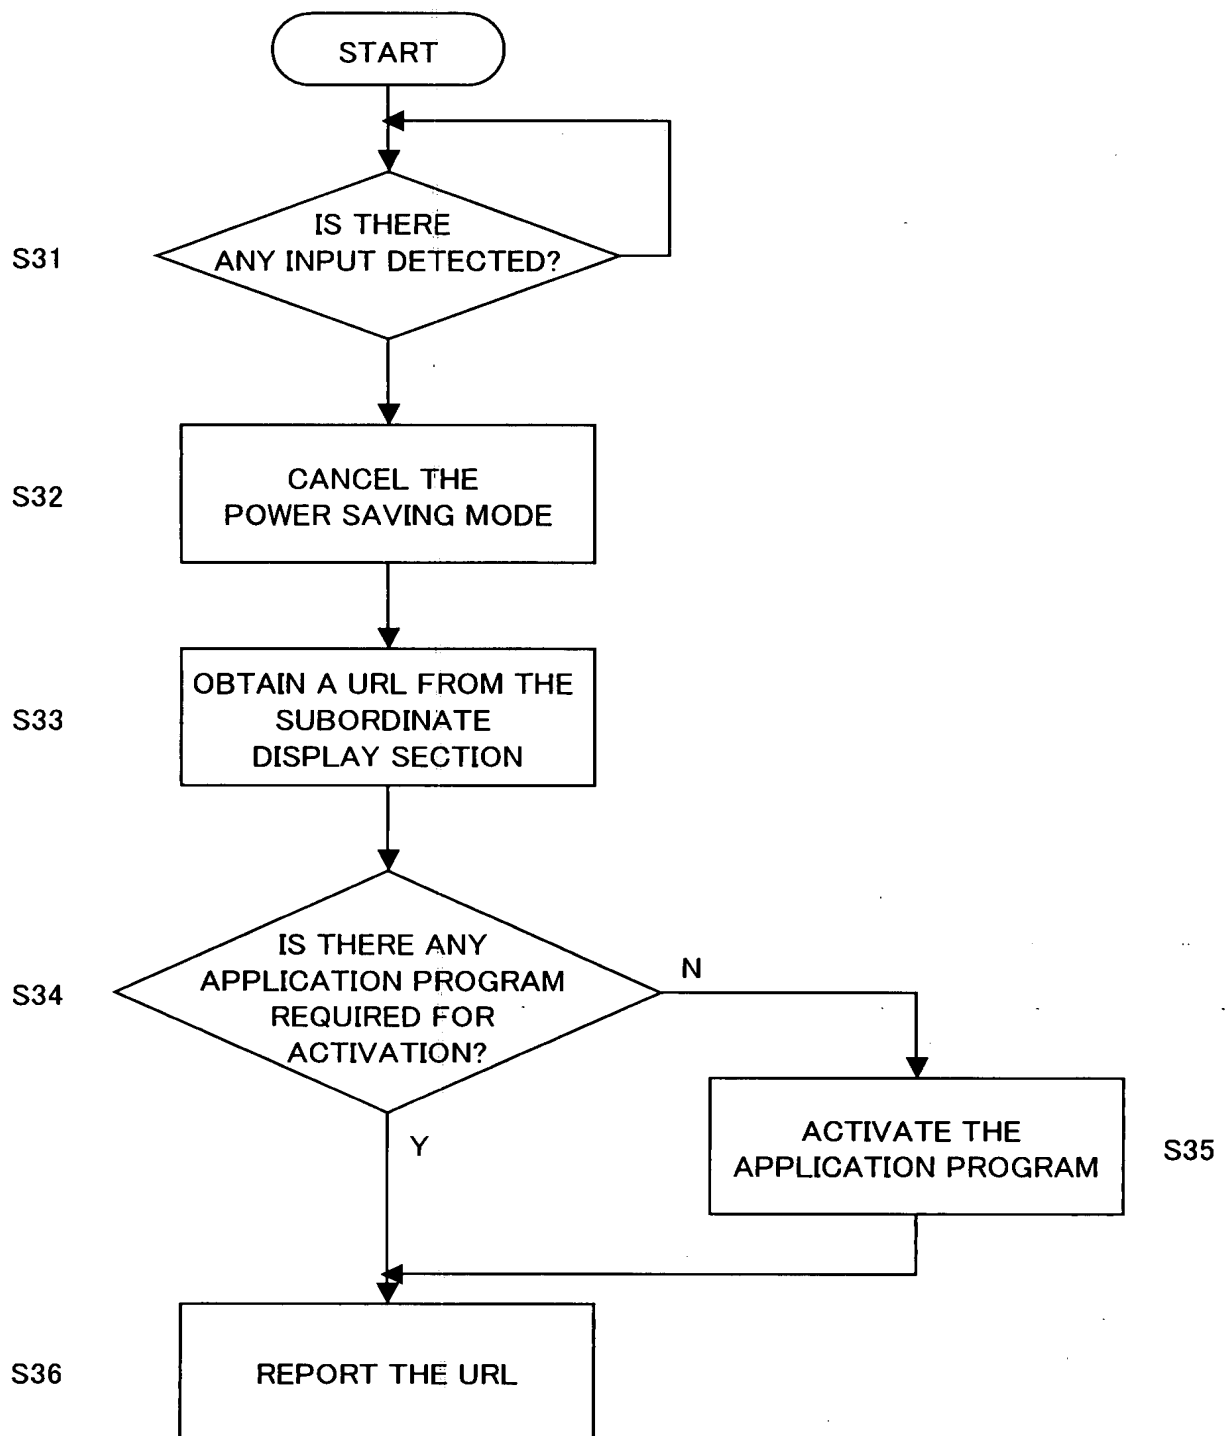 START
S31
IS THERE
ANY INPUT DETECTED?
S32
CANCEL THE
POWER SAVING MODE
S33
OBTAIN A URL FROM THE
SUBORDINATE
DISPLAY SECTION
S34
IS THERE ANY
APPLICATION PROGRAM
REQUIRED FOR
ACTIVATION?
N
Y
ACTIVATE THE
APPLICATION PROGRAM
S35
S36
REPORT THE URL